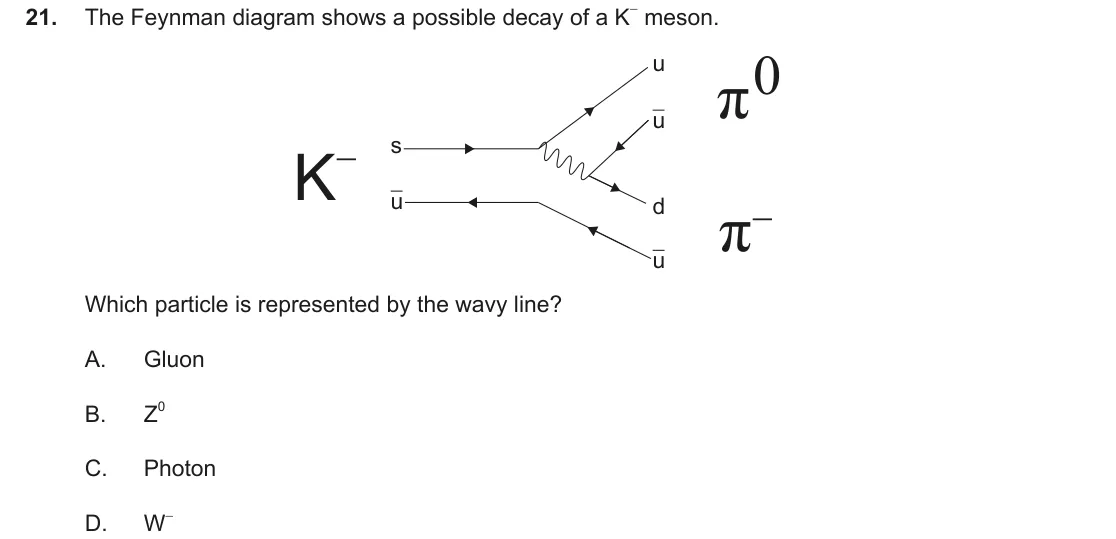 21. The Feynman diagram shows a possible decay of a K⁻ meson.
u
π⁰
ū
s
K⁻
ū
d
π⁻
ū
Which particle is represented by the wavy line?
A. Gluon
B. Z⁰
C. Photon
D. W⁻